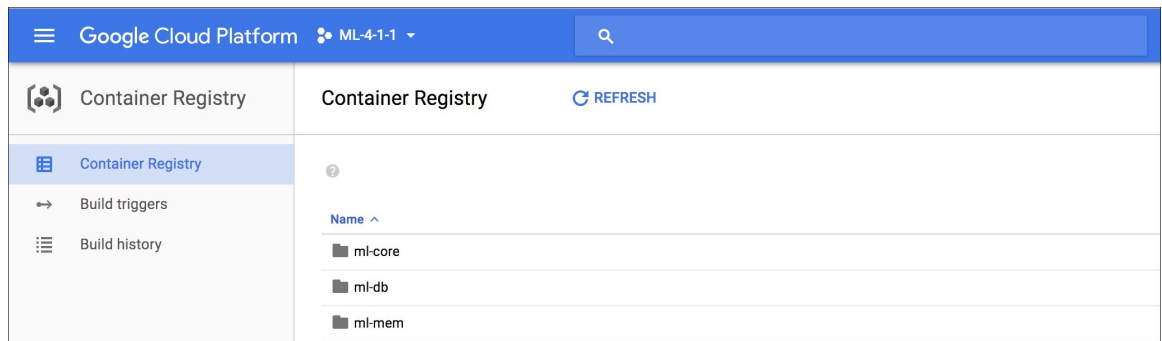 Google Cloud Platform ML-4-1-1
Container Registry
Container Registry REFRESH
Container Registry
Build triggers
Build history
?
Name
ml-core
ml-db
ml-mem